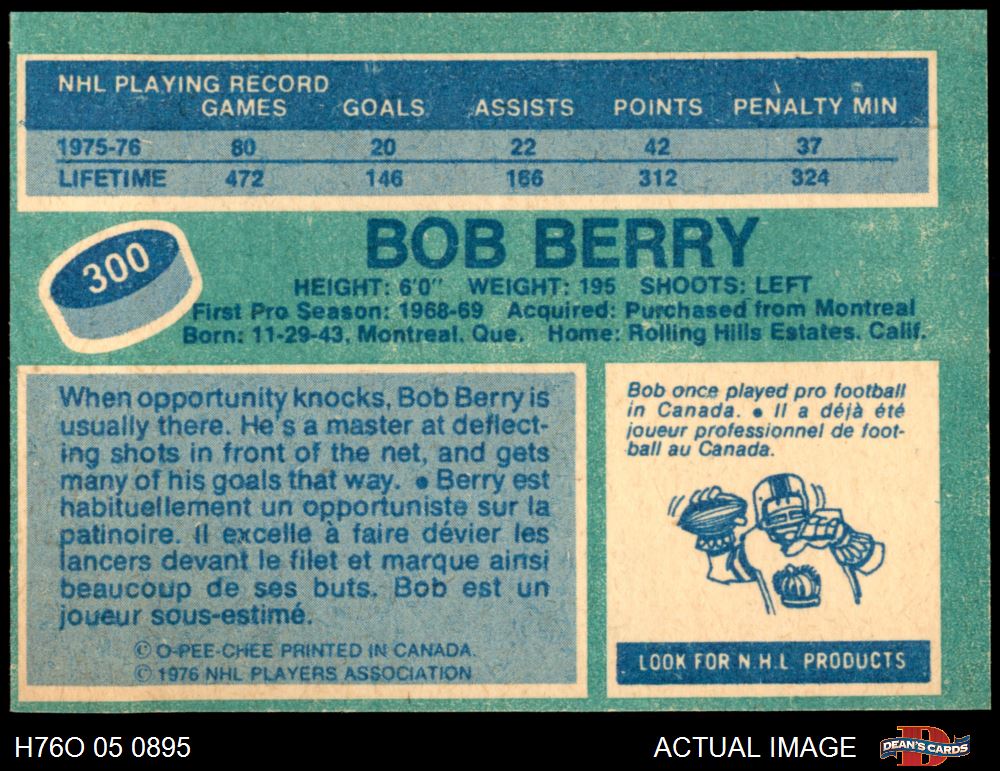 NHL PLAYING RECORD
GAMES GOALS ASSISTS POINTS PENALTY MIN
1975-76 80 20 22 42 37
LIFETIME 472 146 166 312 324
300
BOB BERRY
HEIGHT: 6'0" WEIGHT: 195 SHOOTS: LEFT
First Pro Season: 1968-69 Acquired: Purchased from Montreal
Born: 11-29-43, Montreal, Que. Home: Rolling Hills Estates, Calif.
When opportunity knocks, Bob Berry is
usually there. He's a master at deflect-
ing shots in front of the net, and gets
many of his goals that way. • Berry est
habituellement un opportuniste sur la
patinoire. Il excelle à faire dévier les
lancers devant le filet et marque ainsi
beaucoup de ses buts. Bob est un
joueur sous-estimé.
© O-PEE-CHEE PRINTED IN CANADA.
© 1976 NHL PLAYERS ASSOCIATION
Bob once played pro football
in Canada. • Il a déjà été
joueur professionnel de foot-
ball au Canada.
LOOK FOR N.H.L PRODUCTS
H76O 05 0895
ACTUAL IMAGE
DEAN'S CARDS